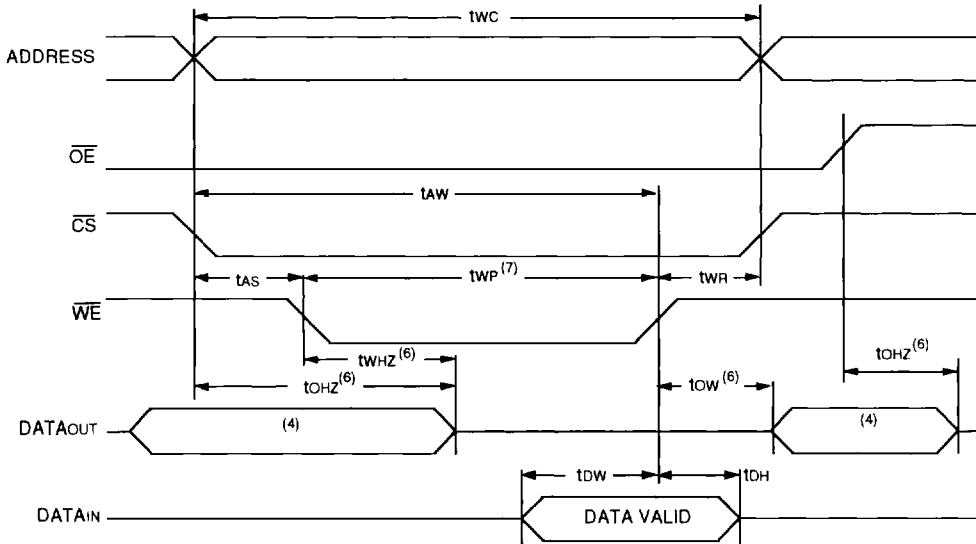 tWC
ADDRESS
OE
tAW
CS
tAS tWP(7) tWR
WE
tWHZ(6)
tOHZ(6) tOW(6) tOHZ(6)
DATAOUT (4) (4)
tDW tDH
DATAIN DATA VALID